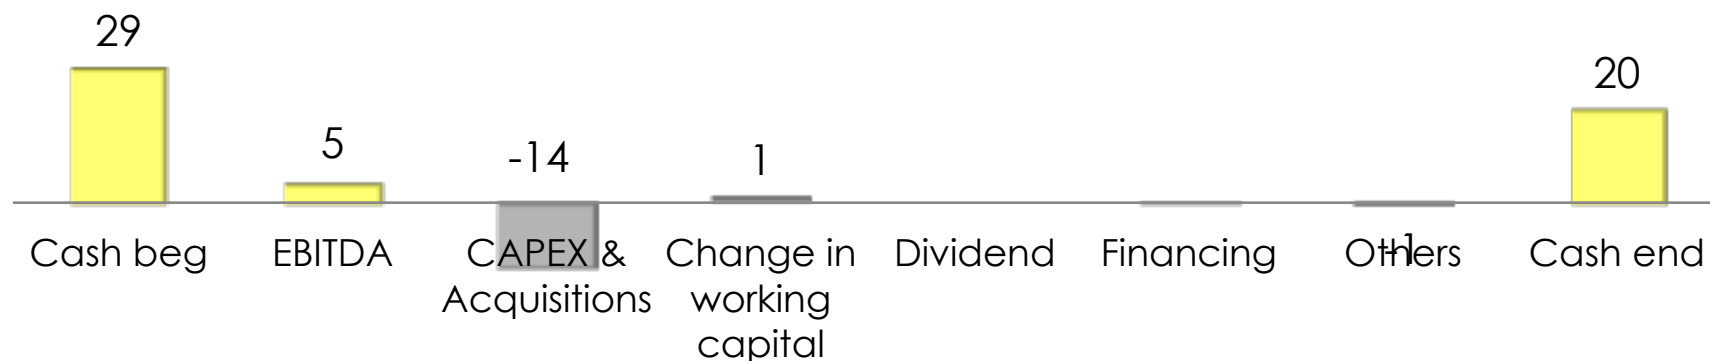 29
5
-14
1
20
Cash beg
EBITDA
CAPEX &
Acquisitions
Change in
working
capital
Dividend
Financing
Others
-1
Cash end